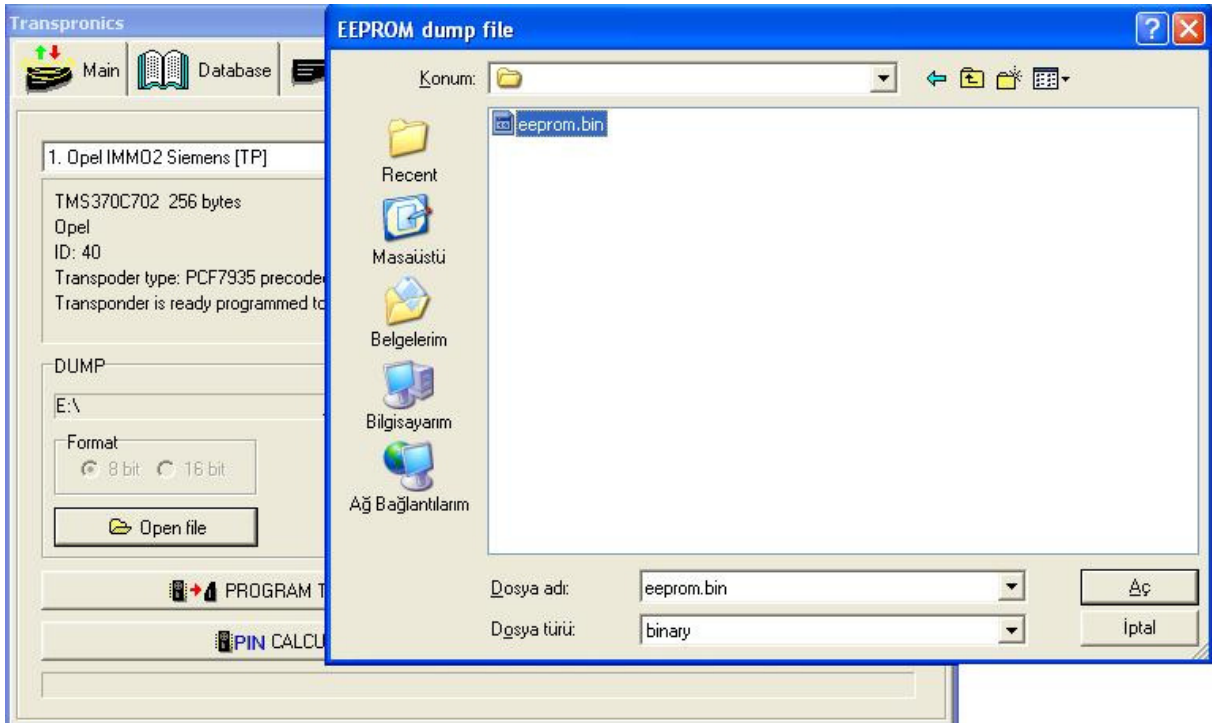 Transpronics
Main
Database
1. Opel IMMO2 Siemens [TP]
TMS370C702 256 bytes
Opel
ID: 40
Transpoder type: PCF7935 precode
Transponder is ready programmed to
DUMP
E:\
Format
8 bit
16 bit
Open file
PROGRAM T
PIN CALCU
EEPROM dump file
Konum:
eeprom.bin
Recent
Masaüstü
Belgelerim
Bilgisayarım
Ağ Bağlantılarım
Dosya adı:
eeprom.bin
Aç
Dosya türü:
binary
İptal